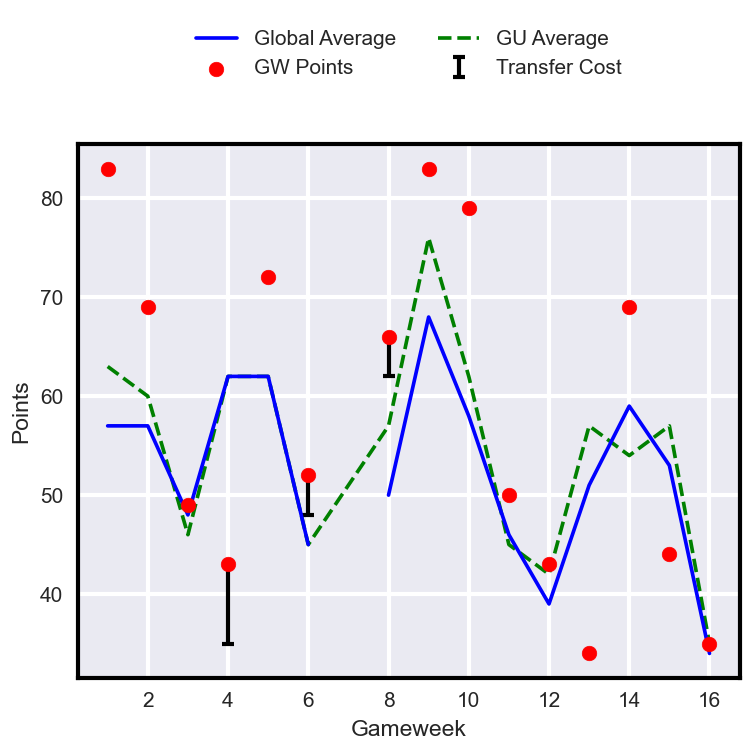 Global Average GU Average
GW Points Transfer Cost
80
70
60
50
40
Points
2 4 6 8 10 12 14 16
Gameweek